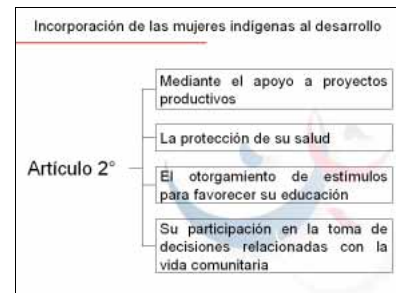 Incorporación de las mujeres indígenas al desarrollo
Artículo 2°
Mediante el apoyo a proyectos
productivos
La protección de su salud
El otorgamiento de estímulos
para favorecer su educación
Su participación en la toma de
decisiones relacionadas con la
vida comunitaria